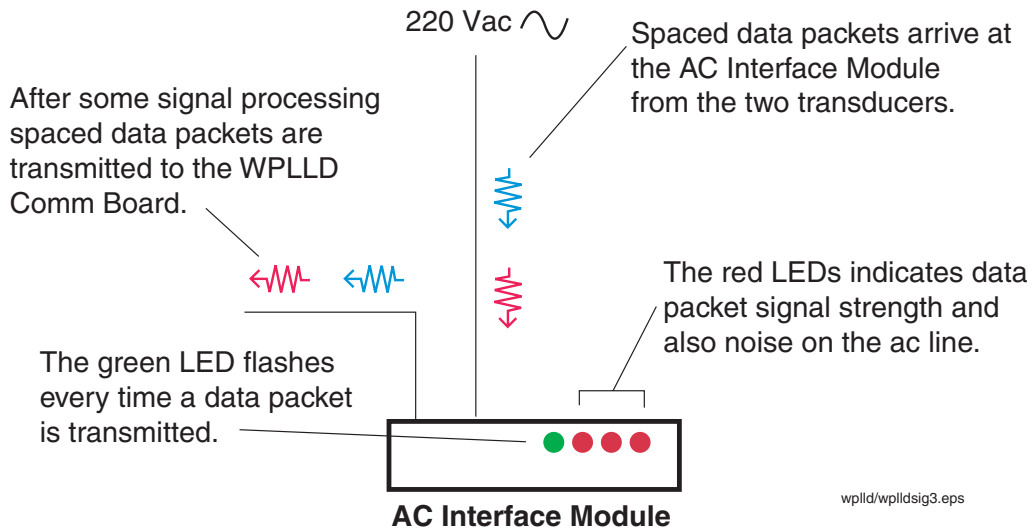 220 Vac
Spaced data packets arrive at
the AC Interface Module
from the two transducers.
After some signal processing
spaced data packets are
transmitted to the WPLLD
Comm Board.
The red LEDs indicates data
packet signal strength and
also noise on the ac line.
The green LED flashes
every time a data packet
is transmitted.
AC Interface Module
wplld/wplldsig3.eps